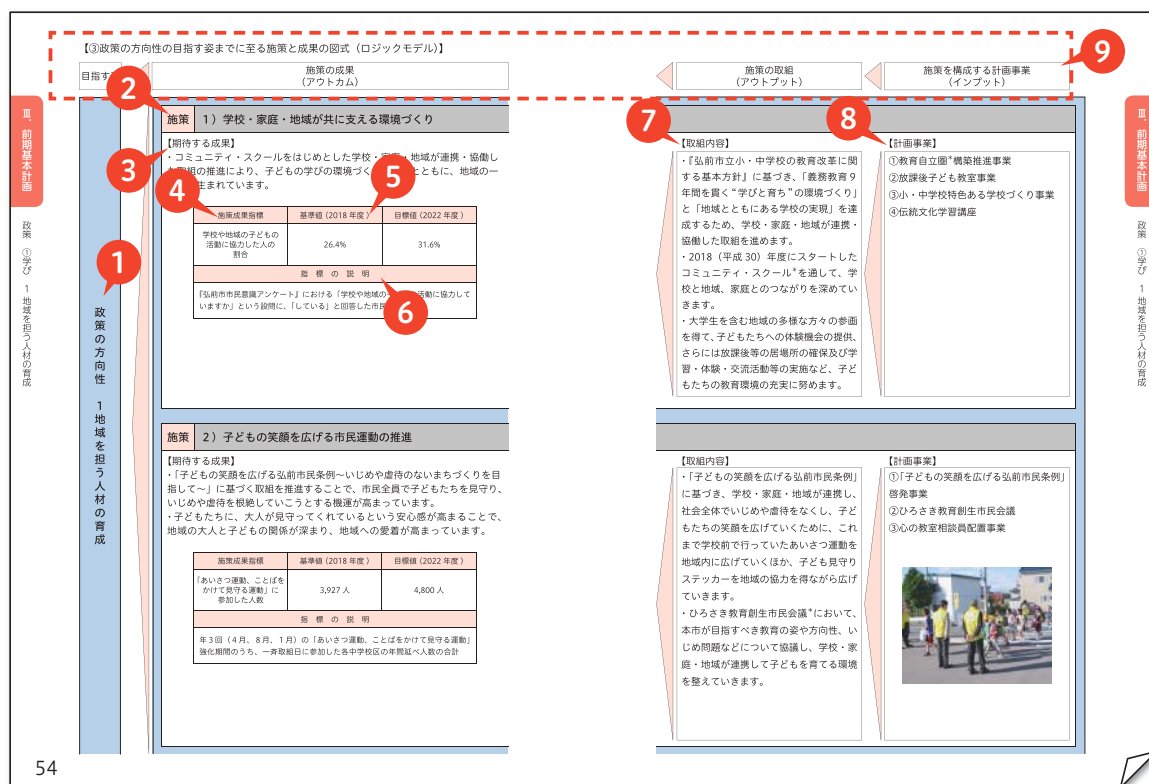 【③政策の方向性の目指す姿までに至る施策と成果の図式（ロジックモデル）】
9
目指す
施策の成果
（アウトカム）
施策の取組
（アウトプット）
施策を構成する計画事業
（インプット）
2
7
8
Ⅲ．前期基本計画
政策 ①学び 1 地域を担う人材の育成
1
政策の方向性 1地域を担う人材の育成
施策 1）学校・家庭・地域が共に支える環境づくり
3
【期待する成果】
・コミュニティ・スクールをはじめとした学校・家庭・地域が連携・協働し
取組の推進により、子どもの学びの環境づく とともに、地域の一
生まれています。
4
5
施策成果指標 基準値（2018 年度） 目標値（2022 年度）
学校や地域の子どもの
活動に協力した人の
割合
26.4% 31.6%
指 標 の 説 明
6
『弘前市市民意識アンケート』における「学校や地域の 活動に協力して
いますか」という設問に、「している」と回答した市民
【取組内容】
・『弘前市立小・中学校の教育改革に関
する基本方針』に基づき、「義務教育９
年間を貫く“学びと育ち”の環境づくり」
と「地域とともにある学校の実現」を達
成するため、学校・家庭・地域が連携・
協働した取組を進めます。
・2018（平成 30）年度にスタートした
コミュニティ・スクール*を通して、学
校と地域、家庭とのつながりを深めてい
きます。
・大学生を含む地域の多様な方々の参画
を得て、子どもたちへの体験機会の提供、
さらには放課後等の居場所の確保及び学
習・体験・交流活動等の実施など、子ど
もたちの教育環境の充実に努めます。
【計画事業】
①教育自立圏*構築推進事業
②放課後子ども教室事業
③小・中学校特色ある学校づくり事業
④伝統文化学習講座
施策 2）子どもの笑顔を広げる市民運動の推進
【期待する成果】
・「子どもの笑顔を広げる弘前市民条例～いじめや虐待のないまちづくりを目
指して～」に基づく取組を推進することで、市民全員で子どもたちを見守り、
いじめや虐待を根絶していこうとする機運が高まっています。
・子どもたちに、大人が見守ってくれているという安心感が高まることで、
地域の大人と子どもの関係が深まり、地域への愛着が高まっています。
施策成果指標 基準値（2018 年度） 目標値（2022 年度）
「あいさつ運動、ことばを
かけて見守る運動」に
参加した人数
3,927 人 4,800 人
指 標 の 説 明
年３回（４月、８月、１月）の「あいさつ運動、ことばをかけて見守る運動」
強化期間のうち、一斉取組日に参加した各中学校区の年間延べ人数の合計
【取組内容】
・「子どもの笑顔を広げる弘前市民条例」
に基づき、学校・家庭・地域が連携し、
社会全体でいじめや虐待をなくし、子ど
もたちの笑顔を広げていくために、これ
まで学校前で行っていたあいさつ運動を
地域内に広げていくほか、子ども見守り
ステッカーを地域の協力を得ながら広げ
ていきます。
・ひろさき教育創生市民会議*において、
本市が目指すべき教育の姿や方向性、い
じめ問題などについて協議し、学校・家
庭・地域が連携して子どもを育てる環境
を整えていきます。
【計画事業】
①「子どもの笑顔を広げる弘前市民条例」
啓発事業
②ひろさき教育創生市民会議
③心の教室相談員配置事業
Ⅲ．前期基本計画
政策 ①学び 1 地域を担う人材の育成
54